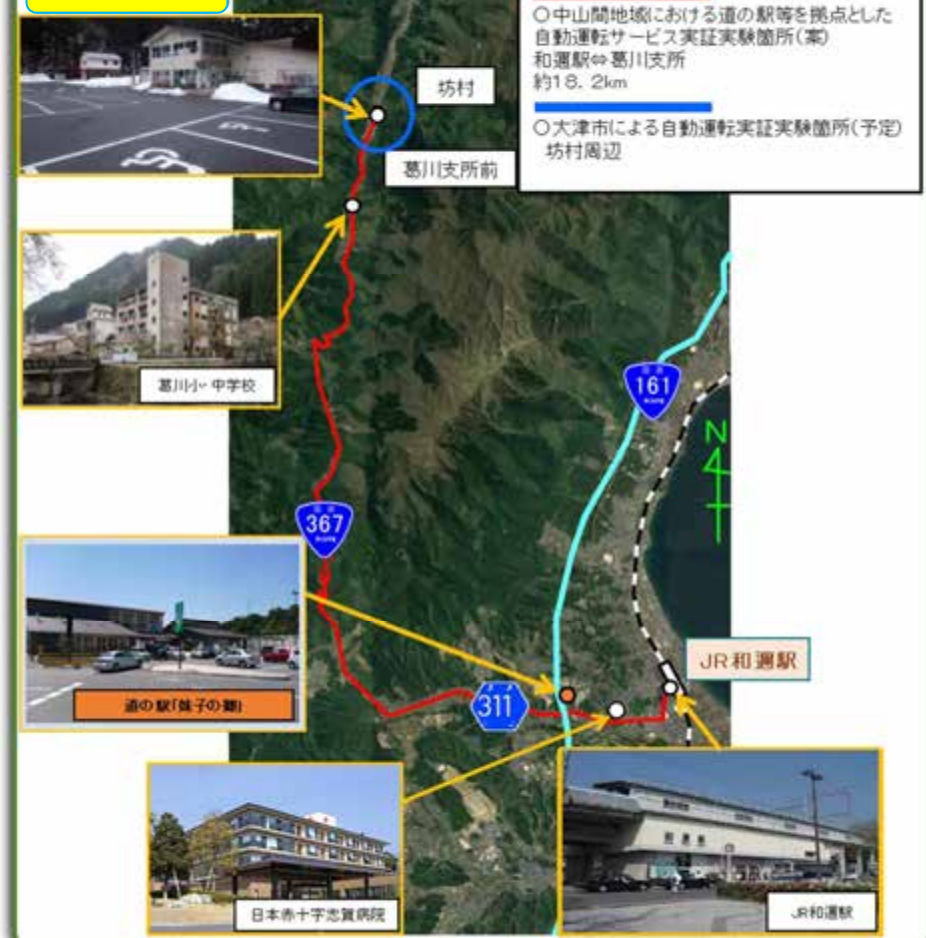 ○中山間地域における道の駅等を拠点とした
自動運転サービス実証実験箇所(案)
和邇駅⇔葛川支所
約18．2km
○大津市による自動運転実証実験箇所(予定)
坊村周辺
坊村
葛川支所前
葛川小・中学校
161
N
367
JR和邇駅
311
道の駅「妹子の郷」
和邇駅
日本赤十字志賀病院
JR和邇駅